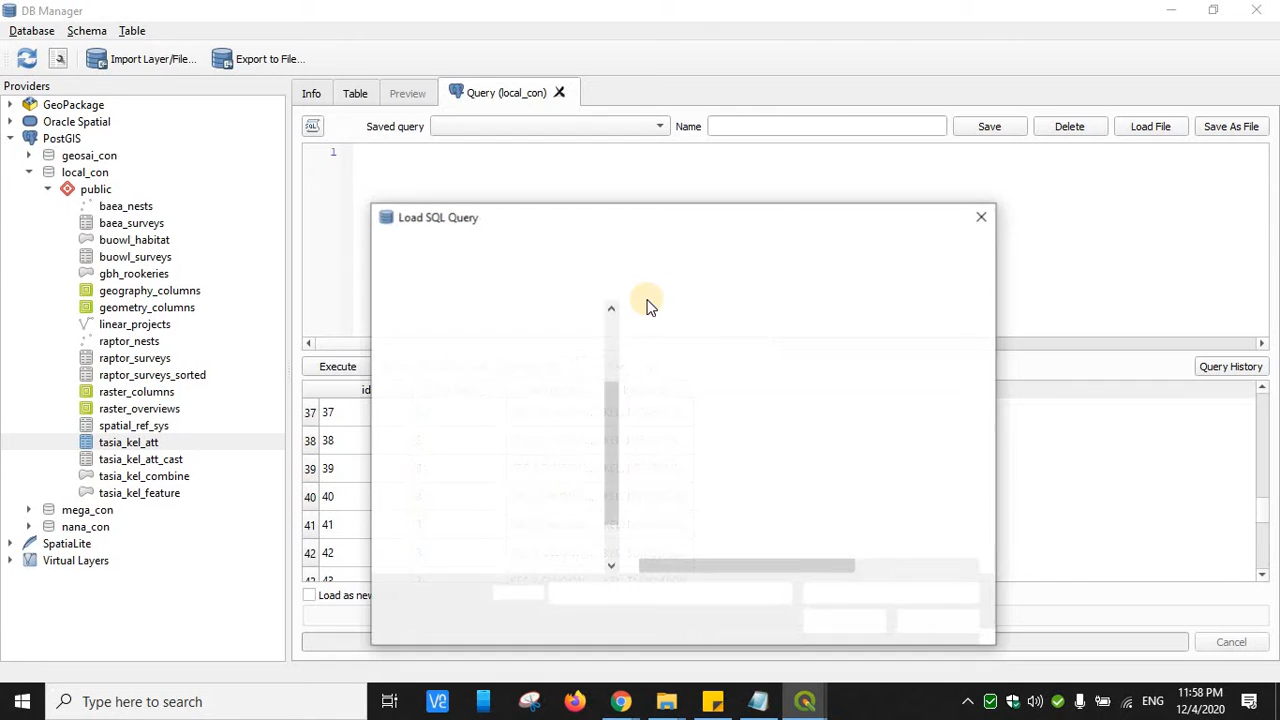 DB Manager
Database Schema Table
Import Layer/File... Export to File...
Providers
GeoPackage
Oracle Spatial
PostGIS
geosai_con
local_con
public
baea_nests
baea_surveys
buowl_habitat
buowl_surveys
gbh_rookeries
geography_columns
geometry_columns
linear_projects
raptor_nests
raptor_surveys
raptor_surveys_sorted
raster_columns
raster_overviews
spatial_ref_sys
tasia_kel_att
tasia_kel_att_cast
tasia_kel_combine
tasia_kel_feature
mega_con
nana_con
SpatiaLite
Virtual Layers
Info Table Preview Query (local_con)
SQL Saved query Name Save Delete Load File Save As File
1
Load SQL Query
Execute Query History
id
37 37
38 38
39 39
40 40
41 41
42 42
43 43
Load as new
Cancel
Type here to search
ENG
11:58 PM
12/4/2020